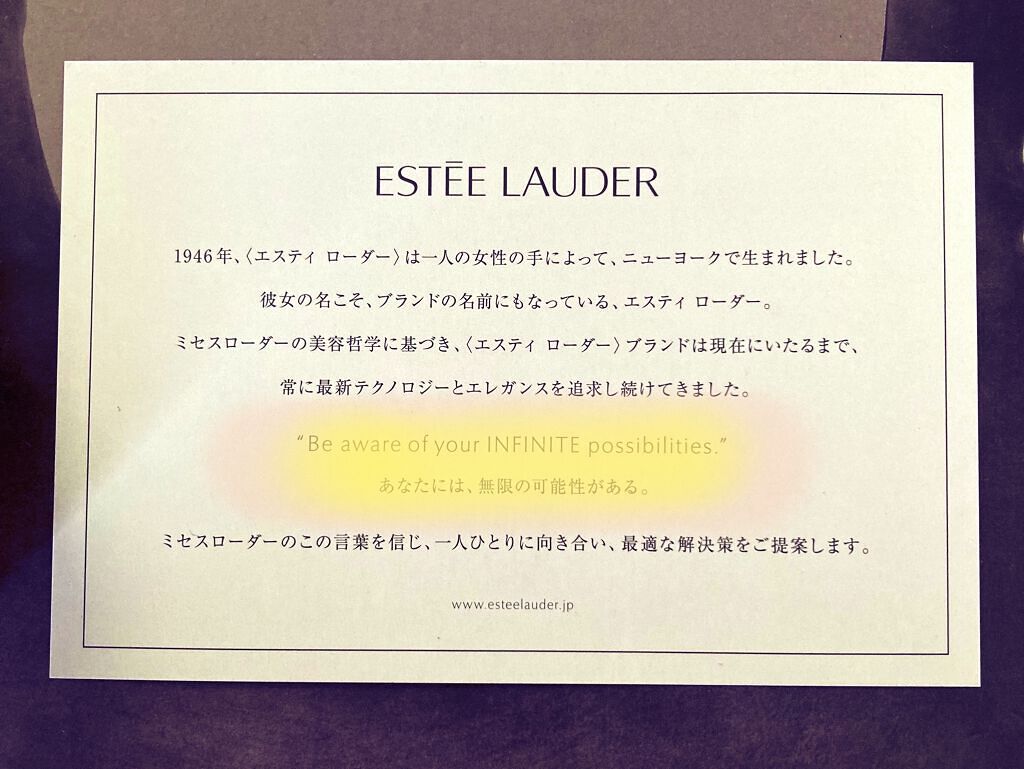 ESTĒE LAUDER
1946年、〈エスティ ローダー〉は一人の女性の手によって、ニューヨークで生まれました。
彼女の名こそ、ブランドの名前にもなっている、エスティ ローダー。
ミセスローダーの美容哲学に基づき、〈エスティ ローダー〉ブランドは現在にいたるまで、
常に最新テクノロジーとエレガンスを追求し続けてきました。
“Be aware of your INFINITE possibilities.”
あなたには、無限の可能性がある。
ミセスローダーのこの言葉を信じ、一人ひとりに向き合い、最適な解決策をご提案します。
www.esteelauder.jp